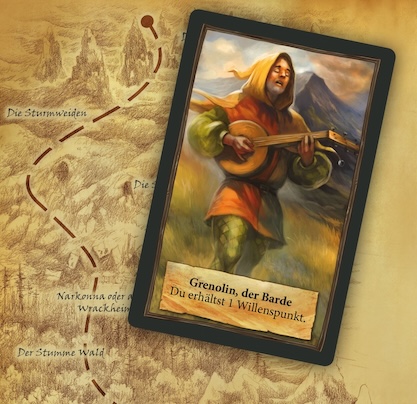 Die Sturmweiden
Die
Grenolin, der Barde
Du erhältst 1 Willenspunkt.
Narkonna oder
Wrackheim
Der Stumme Wald